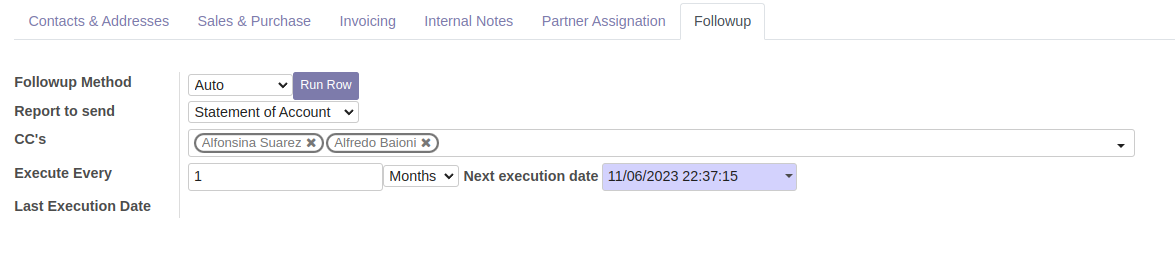 Contacts & Addresses Sales & Purchase Invoicing Internal Notes Partner Assignation Followup
Followup Method Auto Run Row
Report to send Statement of Account
CC's Alfonsina Suarez ✖ Alfredo Baioni ✖
Execute Every 1 Months Next execution date 11/06/2023 22:37:15
Last Execution Date